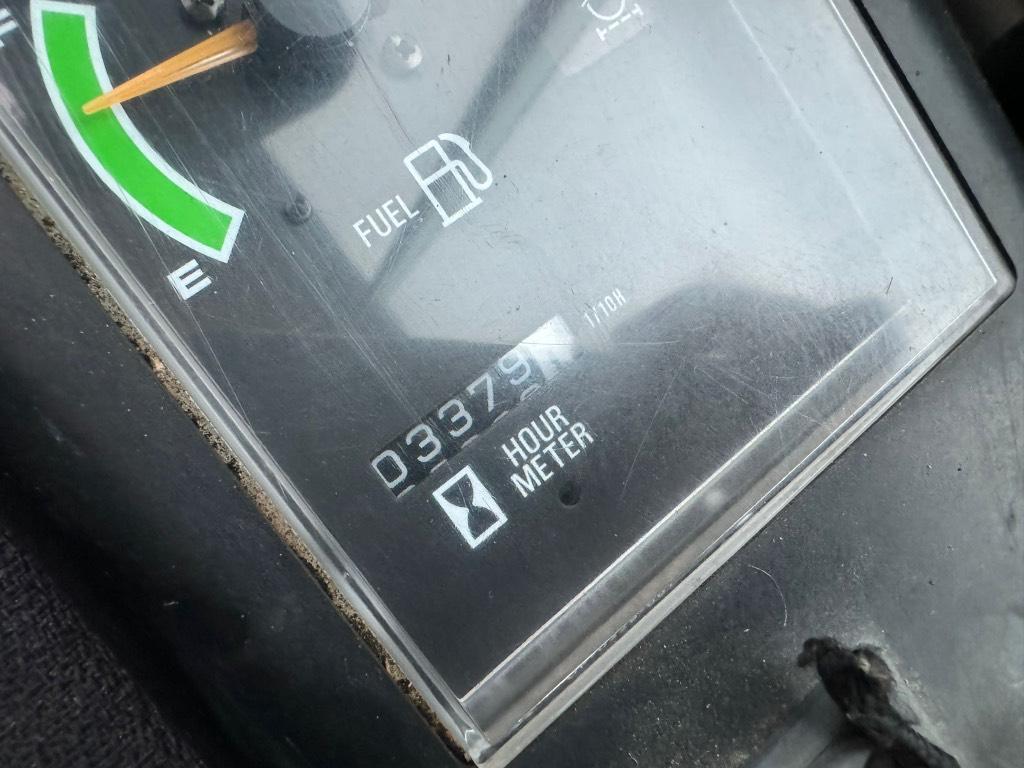 E
FUEL
1/10H
03379
HOUR
METER